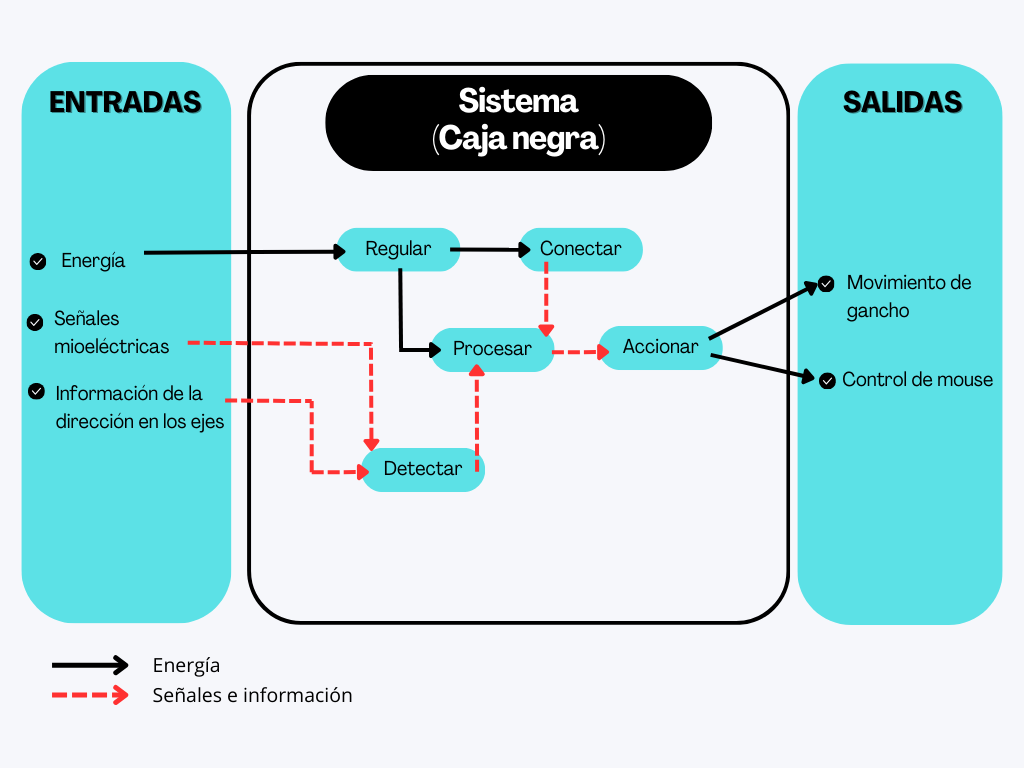 ENTRADAS
Sistema
(Caja negra)
SALIDAS
Energía
Señales
mioeléctricas
Información de la
dirección en los ejes
Regular
Conectar
Procesar
Accionar
Detectar
Movimiento de
gancho
Control de mouse
Energía
Señales e información